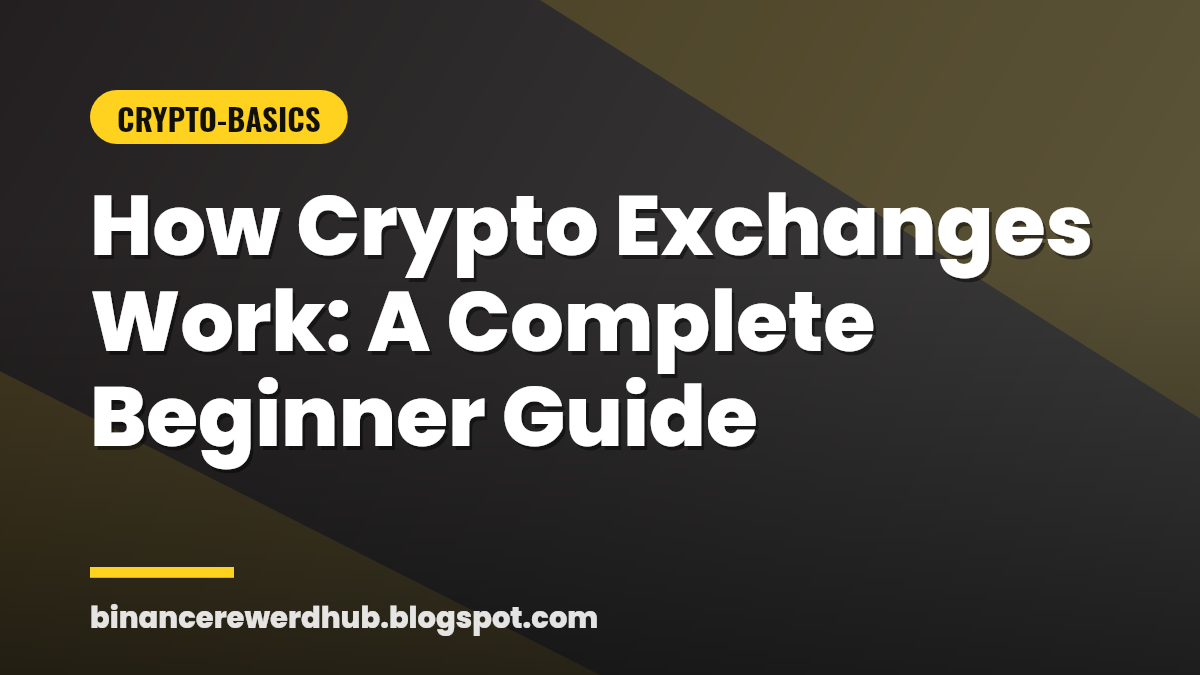 CRYPTO-BASICS
How Crypto Exchanges
Work: A Complete
Beginner Guide
binancerewerdhub.blogspot.com